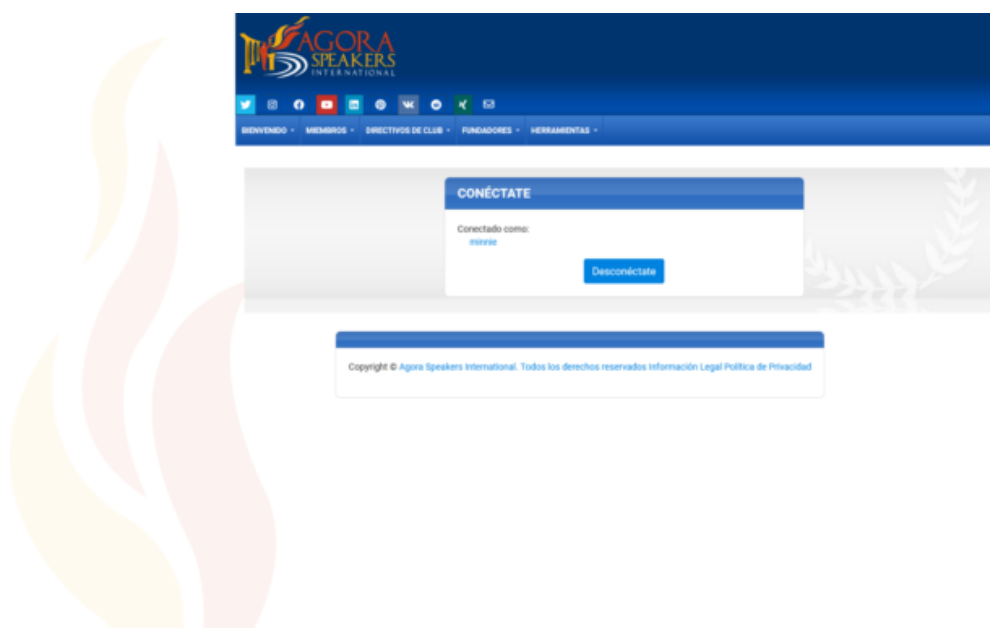 AGORA
SPEAKERS
INTERNATIONAL
BIENVENIDO MIEMBROS DIRECTIVOS DE CLUB FUNDADORES HERRAMIENTAS
CONÉCTATE
Conectado como:
minnie
Desconéctate
Copyright © Agora Speakers International. Todos los derechos reservados Información Legal Política de Privacidad